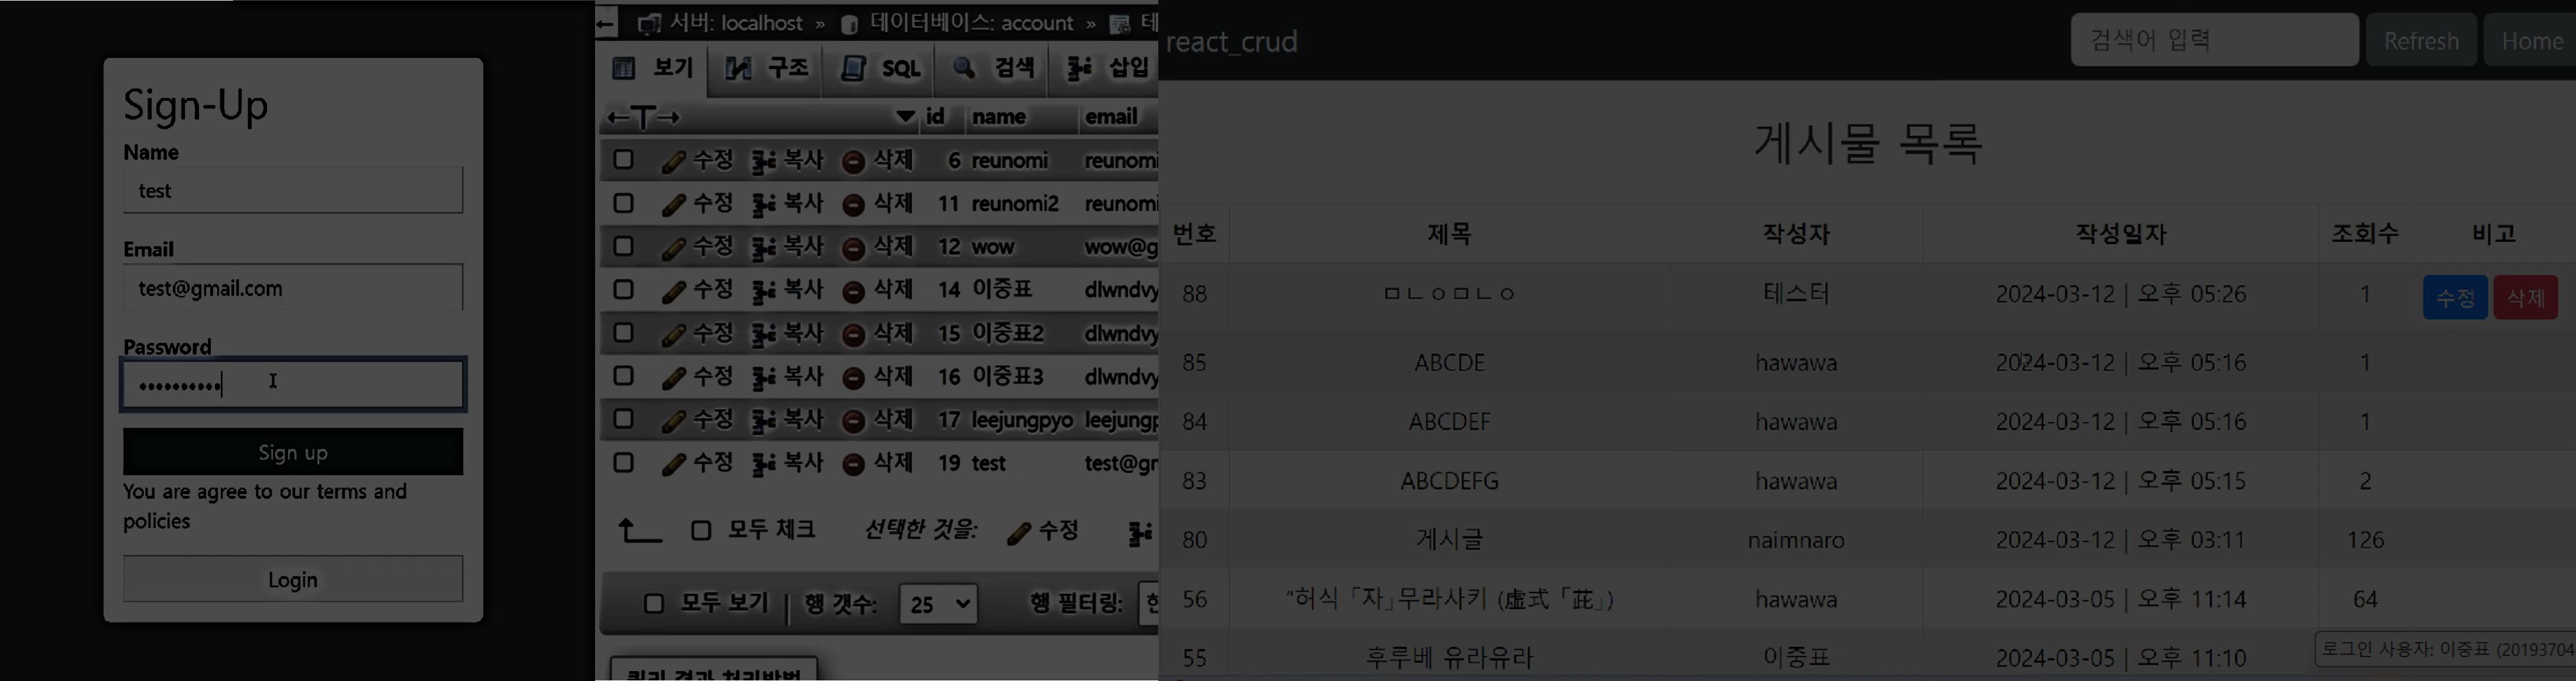 Sign-Up
Name
test
Email
test@gmail.com
Password
••••••••••
Sign up
You are agree to our terms and
policies
Login
서버: localhost » 데이터베이스: account »
보기 구조 SQL 검색 삽입
←T→ id name email
수정 복사 삭제 6 reunomi reunomi
수정 복사 삭제 11 reunomi2 reunomi
수정 복사 삭제 12 wow wow@g
수정 복사 삭제 14 이중표 dlwndvy
수정 복사 삭제 15 이중표2 dlwndvy
수정 복사 삭제 16 이중표3 dlwndvy
수정 복사 삭제 17 leejungpyo leejungp
수정 복사 삭제 19 test test@gm
모두 체크 선택한 것을: 수정
모두 보기 | 행 갯수: 25 행 필터링:
react_crud 검색어 입력 Refresh Home
게시물 목록
번호 제목 작성자 작성일자 조회수 비고
88 ㅁㄴㅇㅁㄴㅇ 테스터 2024-03-12 | 오후 05:26 1 수정 삭제
85 ABCDE hawawa 2024-03-12 | 오후 05:16 1
84 ABCDEF hawawa 2024-03-12 | 오후 05:16 1
83 ABCDEFG hawawa 2024-03-12 | 오후 05:15 2
80 게시글 naimnaro 2024-03-12 | 오후 03:11 126
56 "허식「자」무라사키 (虛式「茈」) hawawa 2024-03-05 | 오후 11:14 64
55 후루베 유라유라 이중표 2024-03-05 | 오후 11:10
로그인 사용자: 이중표 (20193704